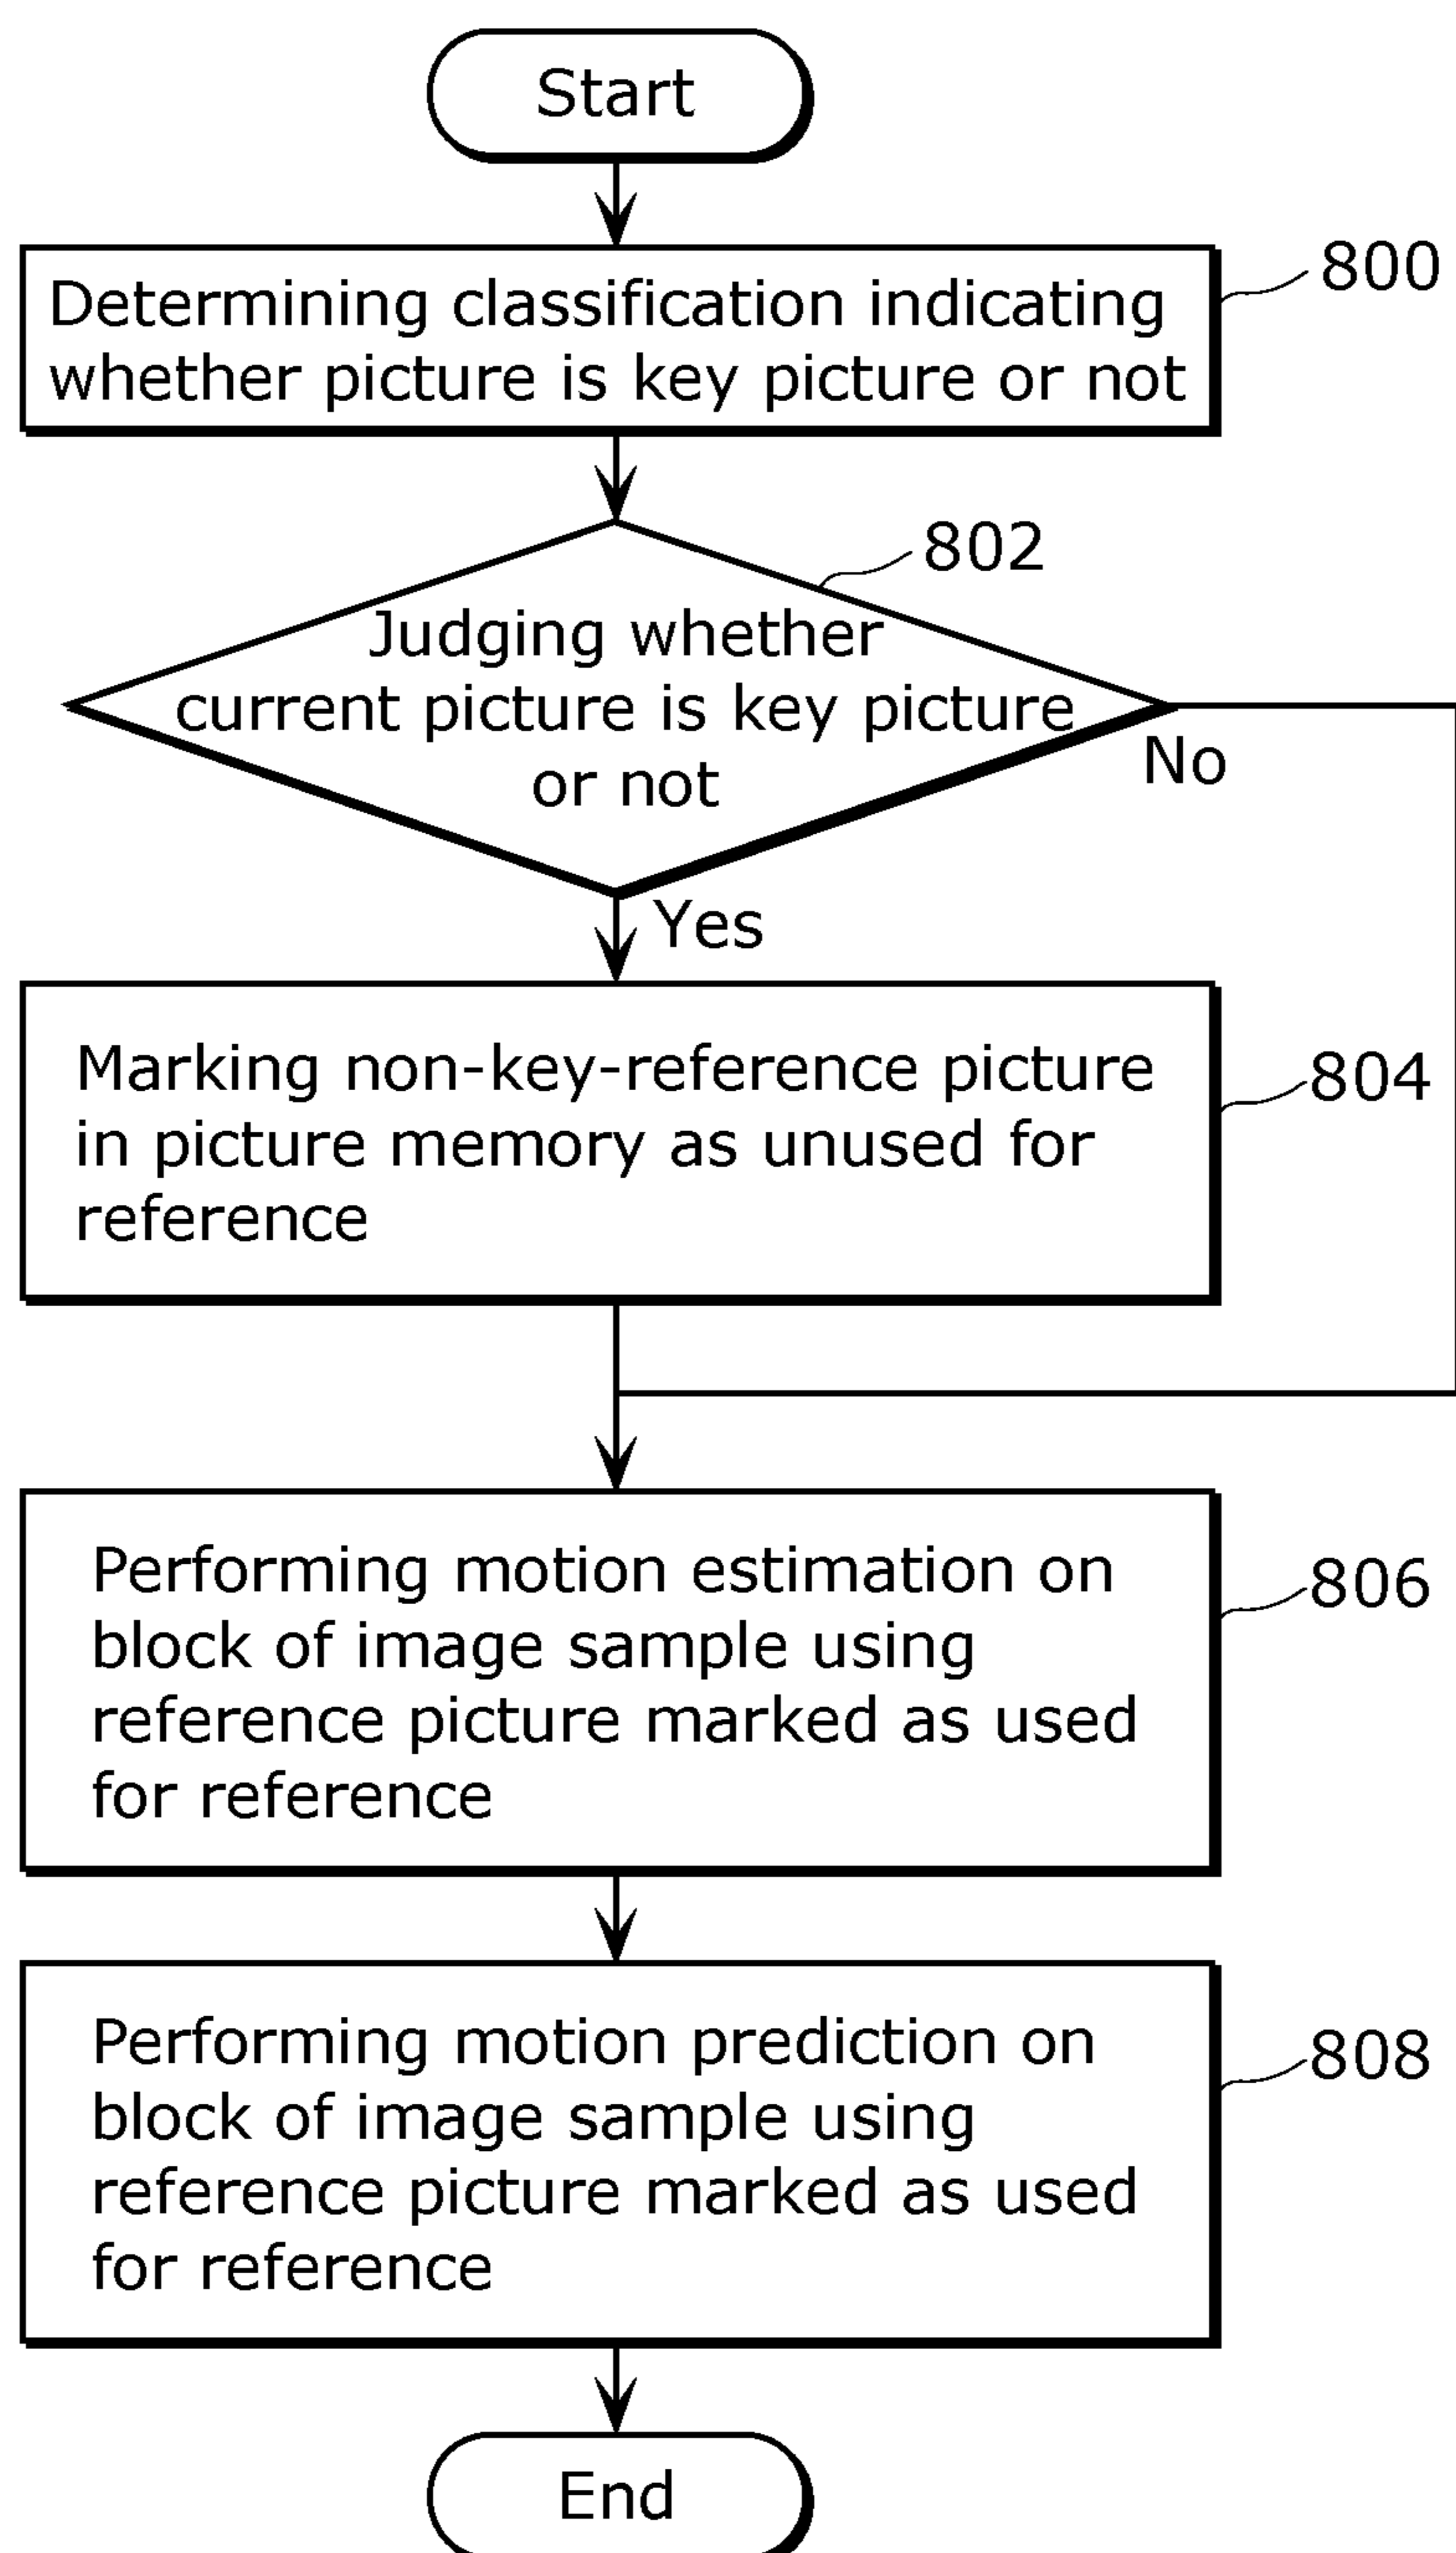 Start
Determining classification indicating
whether picture is key picture or not
800
802
Judging whether
current picture is key picture
or not
No
Yes
Marking non-key-reference picture
in picture memory as unused for
reference
804
Performing motion estimation on
block of image sample using
reference picture marked as used
for reference
806
Performing motion prediction on
block of image sample using
reference picture marked as used
for reference
808
End